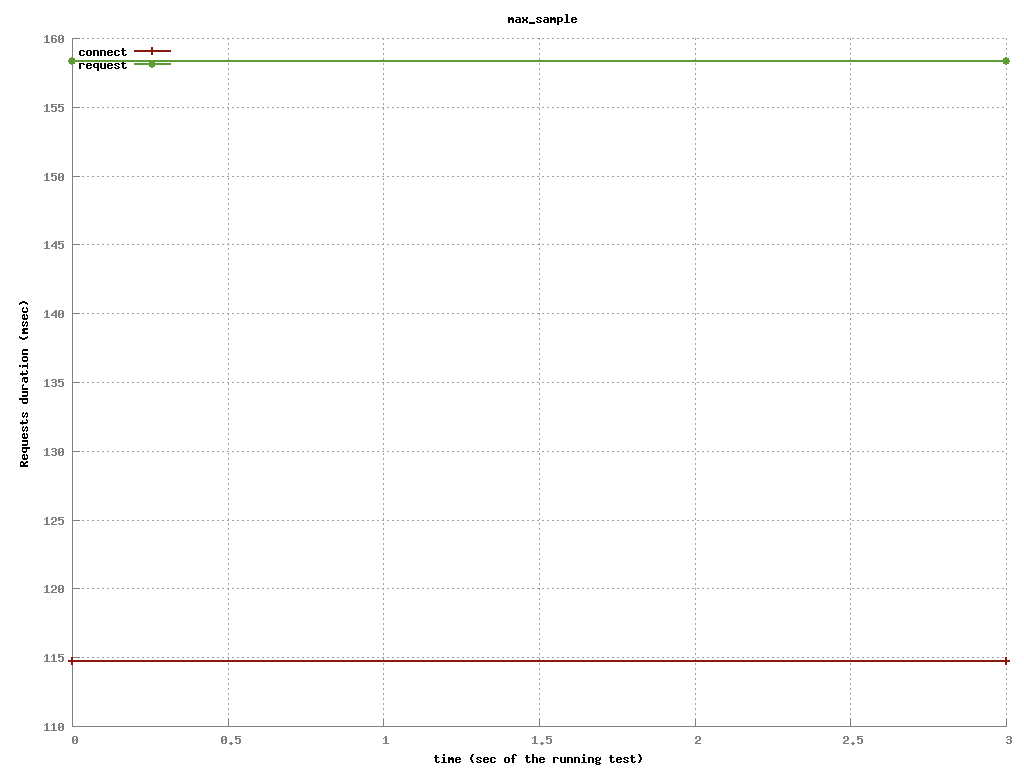 max_sample
160
connect
request
155
150
145
140
135
130
125
120
115
110
Requests duration (msec)
0 0.5 1 1.5 2 2.5 3
time (sec of the running test)